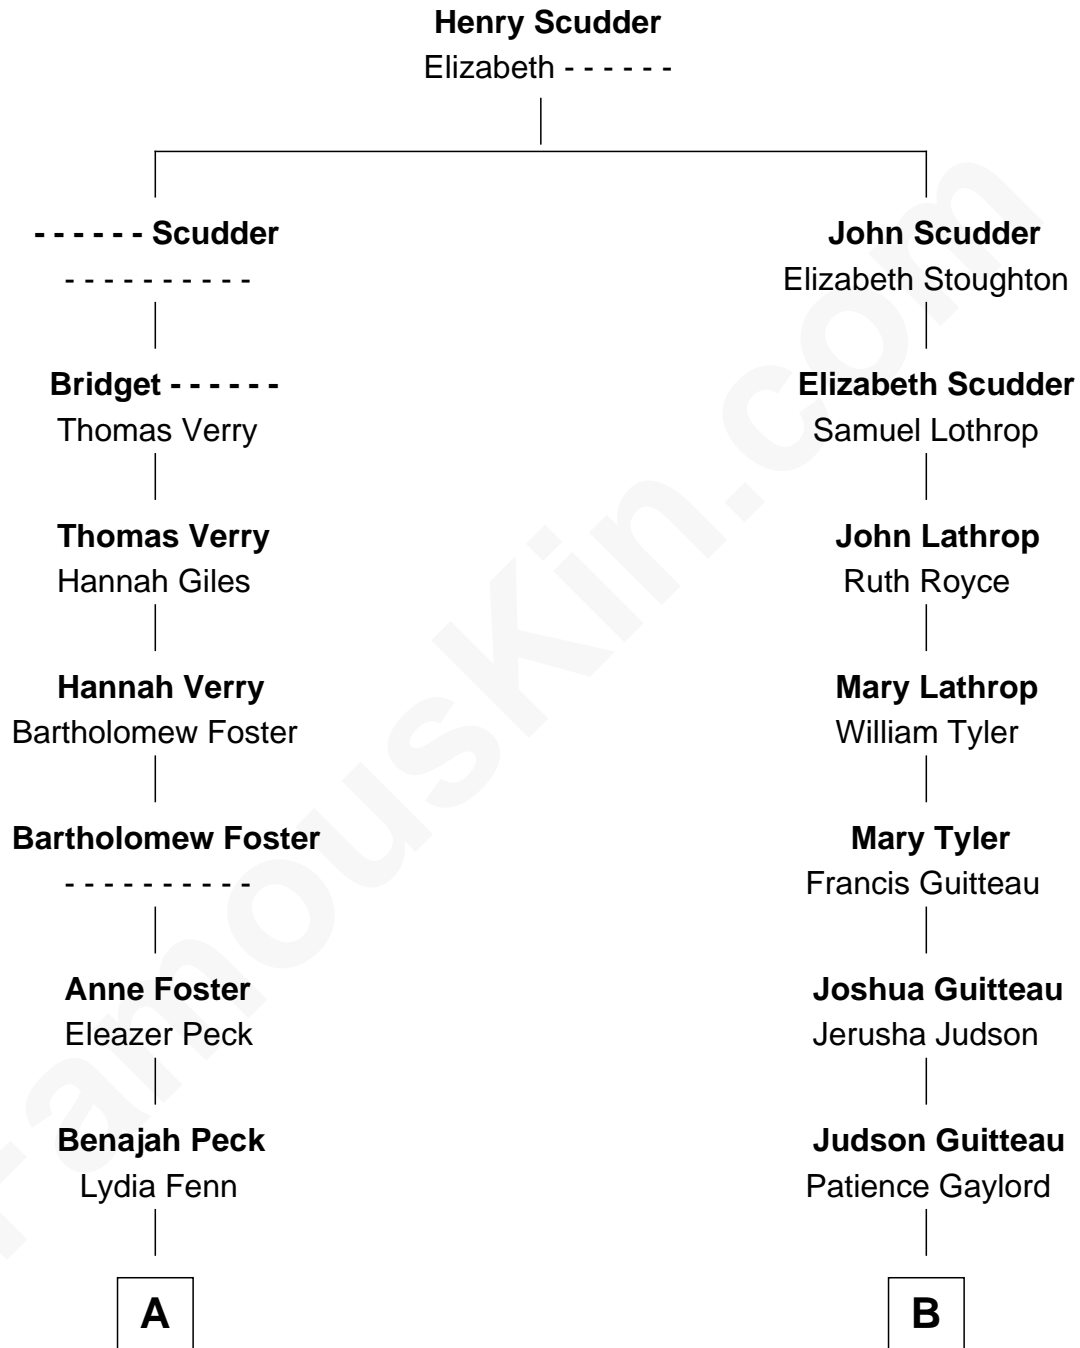 Henry Scudder
Elizabeth - - - - - -
- - - - - - Scudder
- - - - - - - - - -
John Scudder
Elizabeth Stoughton
Bridget - - - - - -
Thomas Verry
Elizabeth Scudder
Samuel Lothrop
Thomas Verry
Hannah Giles
John Lathrop
Ruth Royce
Hannah Verry
Bartholomew Foster
Mary Lathrop
William Tyler
Bartholomew Foster
- - - - - - - - - -
Mary Tyler
Francis Guitteau
Anne Foster
Eleazer Peck
Joshua Guitteau
Jerusha Judson
Benajah Peck
Lydia Fenn
Judson Guitteau
Patience Gaylord
A
B
FamousKin.com